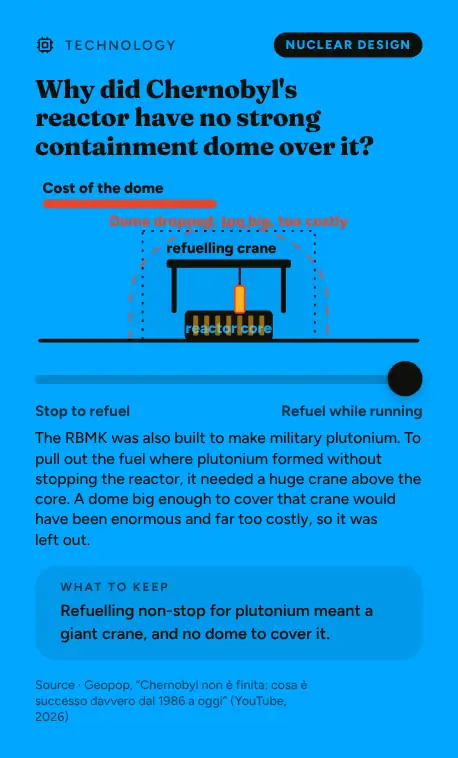 TECHNOLOGY
NUCLEAR DESIGN
Why did Chernobyl's
reactor have no strong
containment dome over it?
Cost of the dome
Dome dropped: too big, too costly
refuelling crane
reactor core
Stop to refuel
Refuel while running
The RBMK was also built to make military plutonium. To
pull out the fuel where plutonium formed without
stopping the reactor, it needed a huge crane above the
core. A dome big enough to cover that crane would
have been enormous and far too costly, so it was
left out.
WHAT TO KEEP
Refuelling non-stop for plutonium meant a
giant crane, and no dome to cover it.
Source · Geopop, “Chernobyl non è finita: cosa è
successo davvero dal 1986 a oggi” (YouTube,
2026)